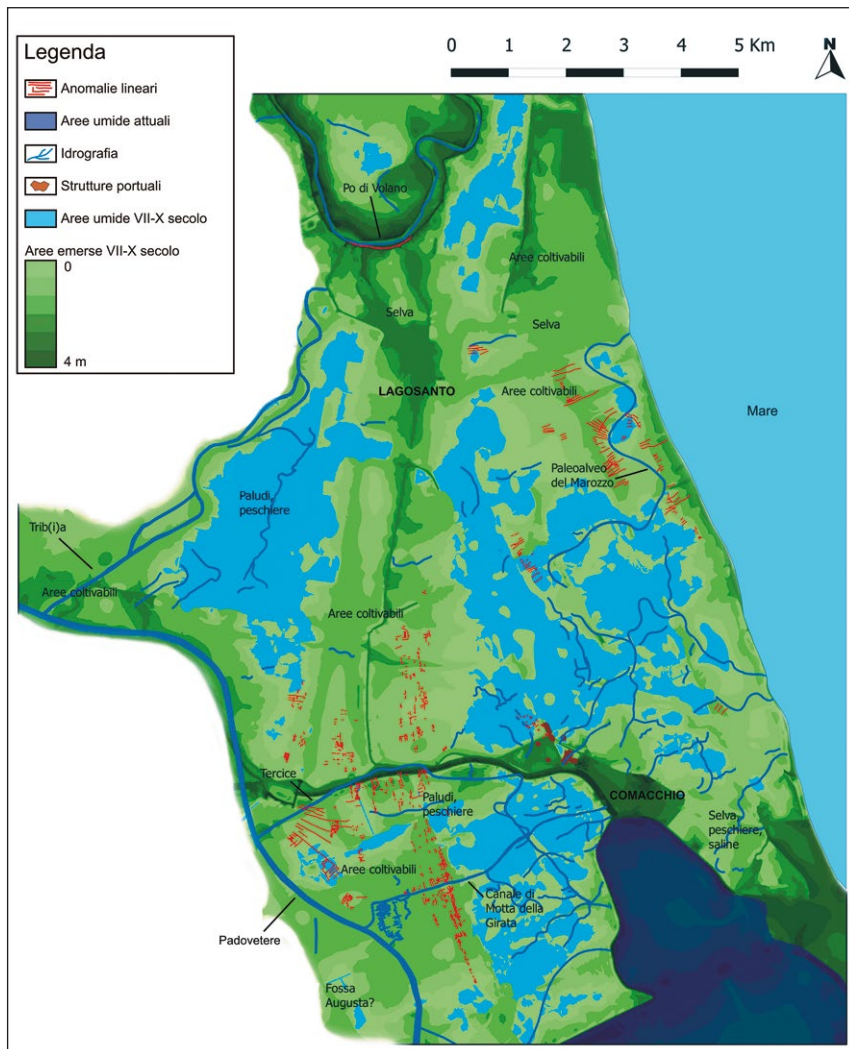 Legenda
Anomalie lineari
Aree umide attuali
Idrografia
Strutture portuali
Aree umide VII-X secolo
Aree emerse VII-X secolo
0
4 m
0 1 2 3 4 5 Km
N
Po di Volano
Aree coltivabili
Selva
Selva
LAGOSANTO
Aree coltivabili
Mare
Paleoalveo
del Marozzo
Paludi,
peschiere
Trib(i)a
Aree coltivabili
Aree coltivabili
Tercice
Paludi,
peschiere
COMACCHIO
Selva,
peschiere,
saline
Aree coltivabili
Canale di
Motta della
Girata
Padovetere
Fossa
Augusta?